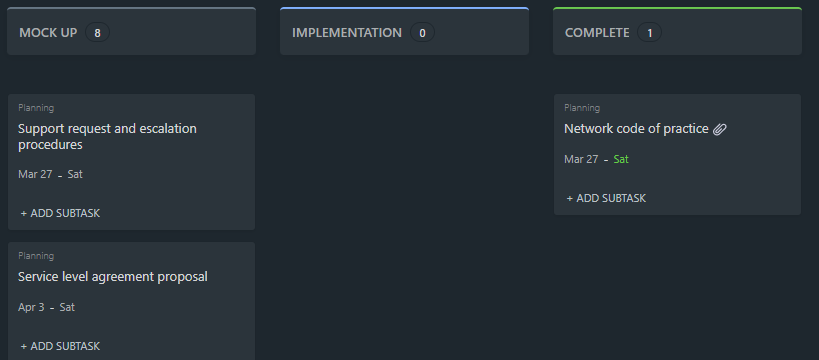 MOCK UP 8
IMPLEMENTATION 0
COMPLETE 1
Planning
Support request and escalation
procedures
Mar 27 - Sat
+ ADD SUBTASK
Planning
Service level agreement proposal
Apr 3 - Sat
+ ADD SUBTASK
Planning
Network code of practice
Mar 27 - Sat
+ ADD SUBTASK